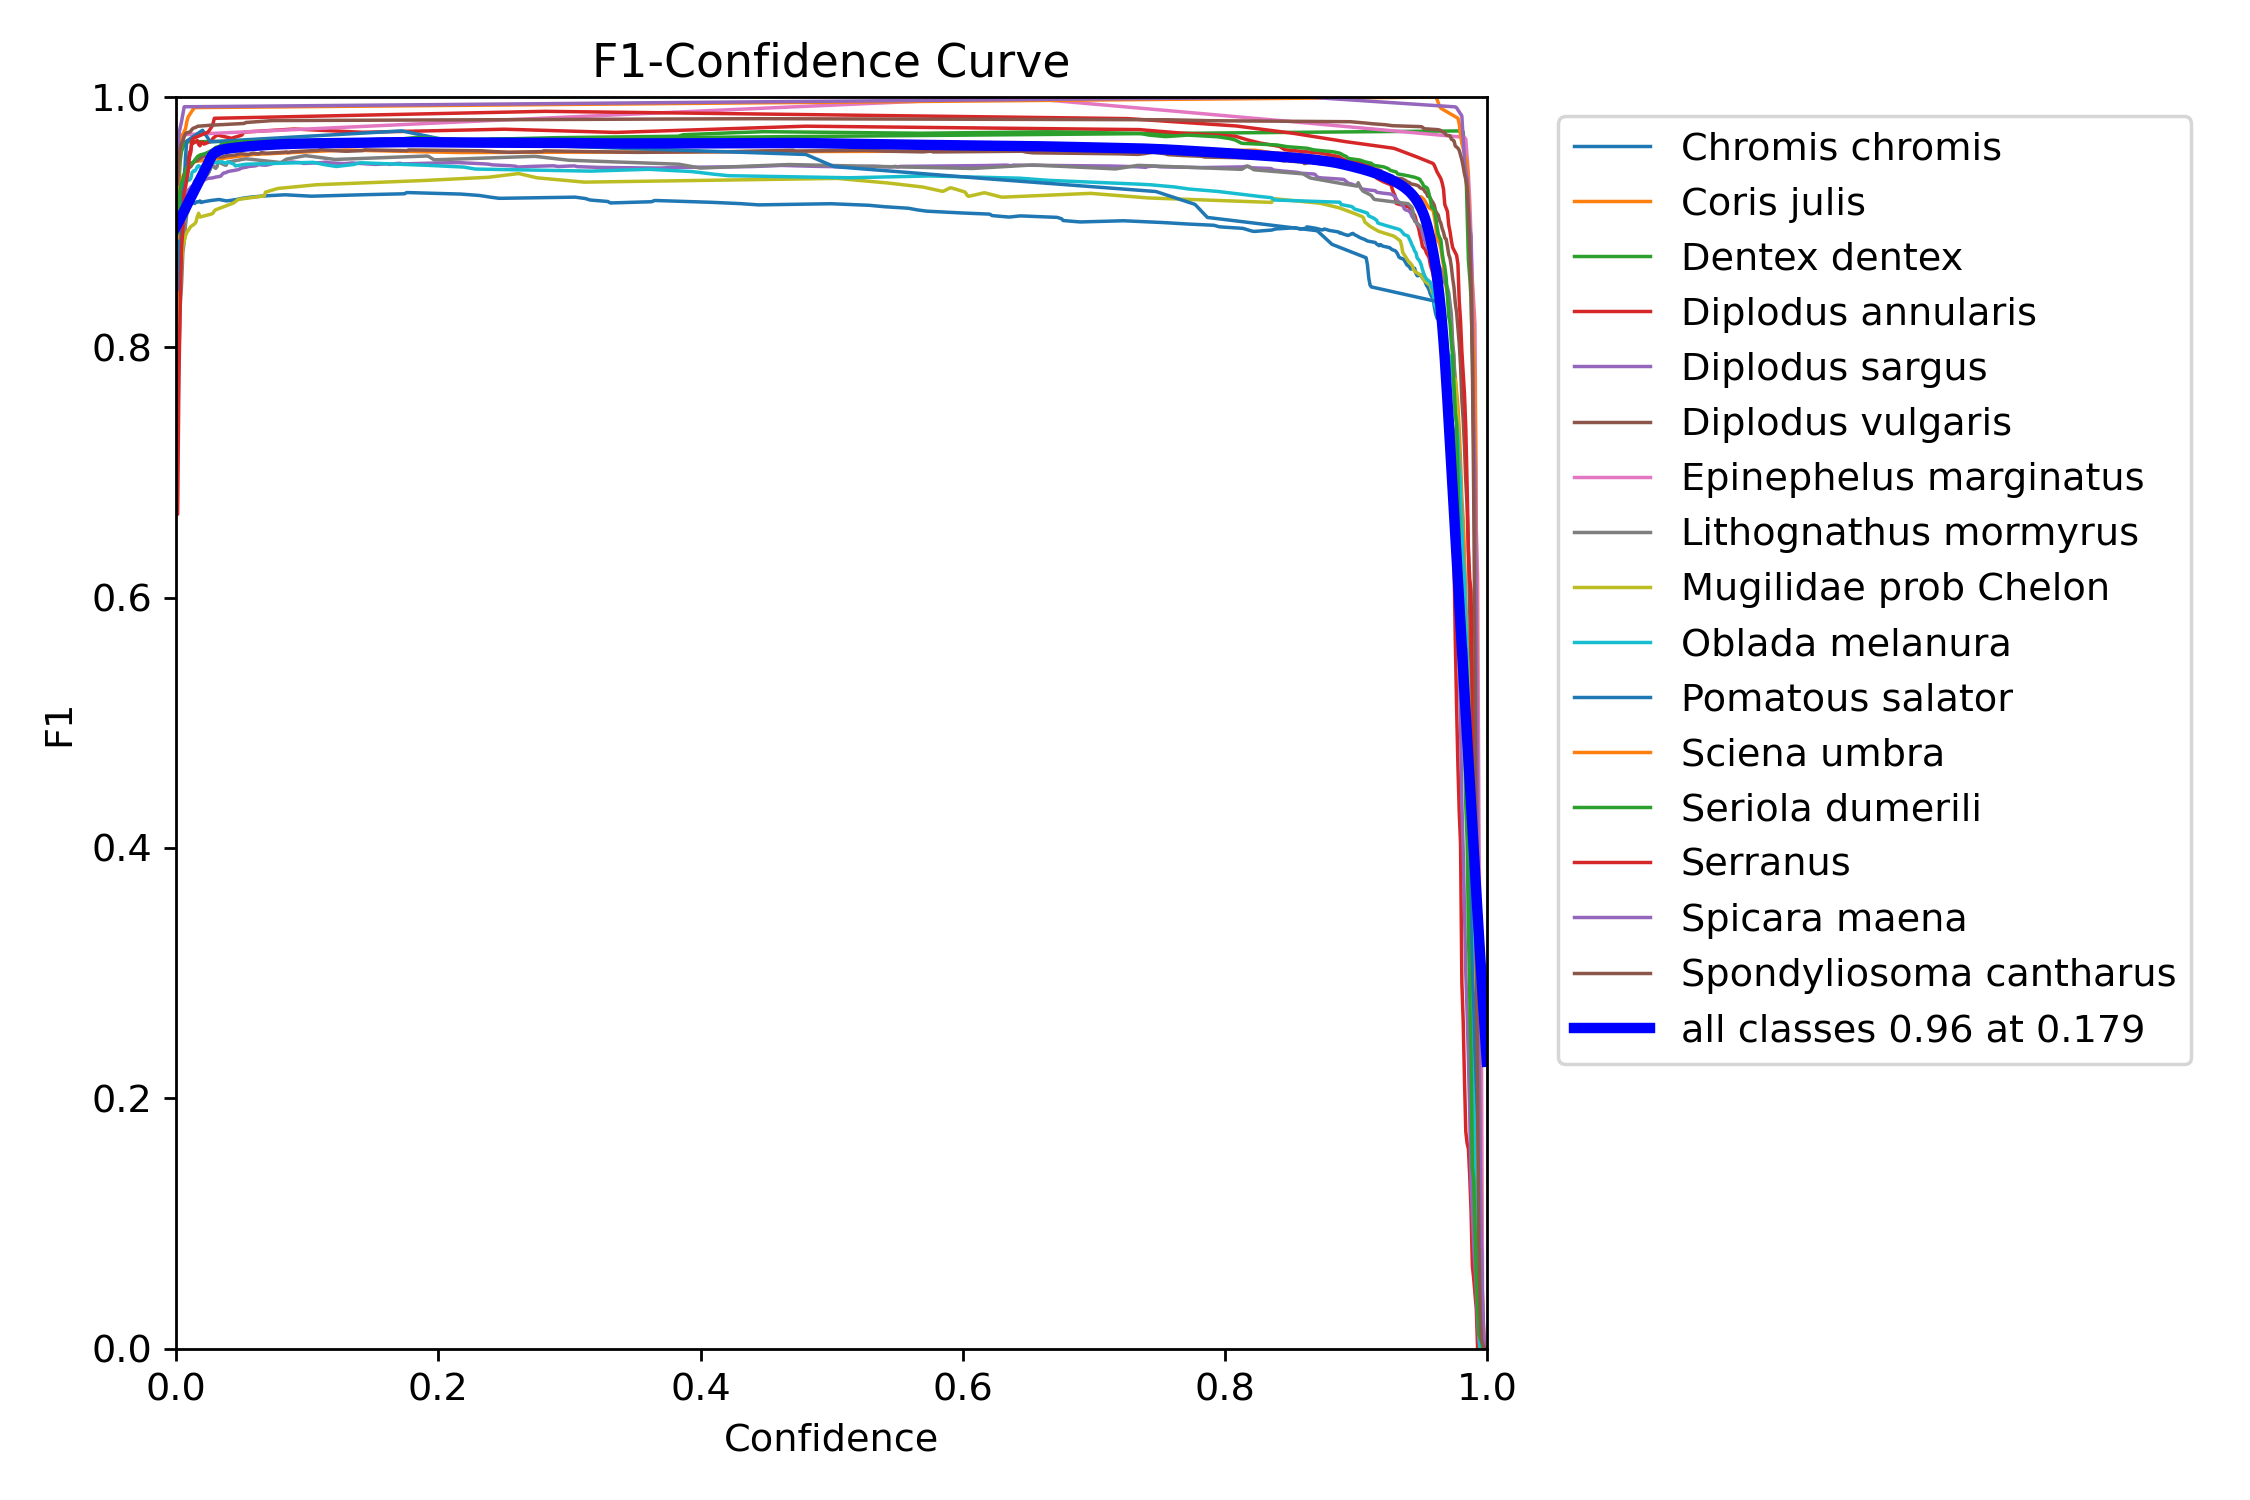 F1-Confidence Curve
1.0
0.8
0.6
0.4
0.2
0.0
F1
0.0 0.2 0.4 0.6 0.8 1.0
Confidence
Chromis chromis
Coris julis
Dentex dentex
Diplodus annularis
Diplodus sargus
Diplodus vulgaris
Epinephelus marginatus
Lithognathus mormyrus
Mugilidae prob Chelon
Oblada melanura
Pomatous salator
Sciena umbra
Seriola dumerili
Serranus
Spicara maena
Spondyliosoma cantharus
all classes 0.96 at 0.179